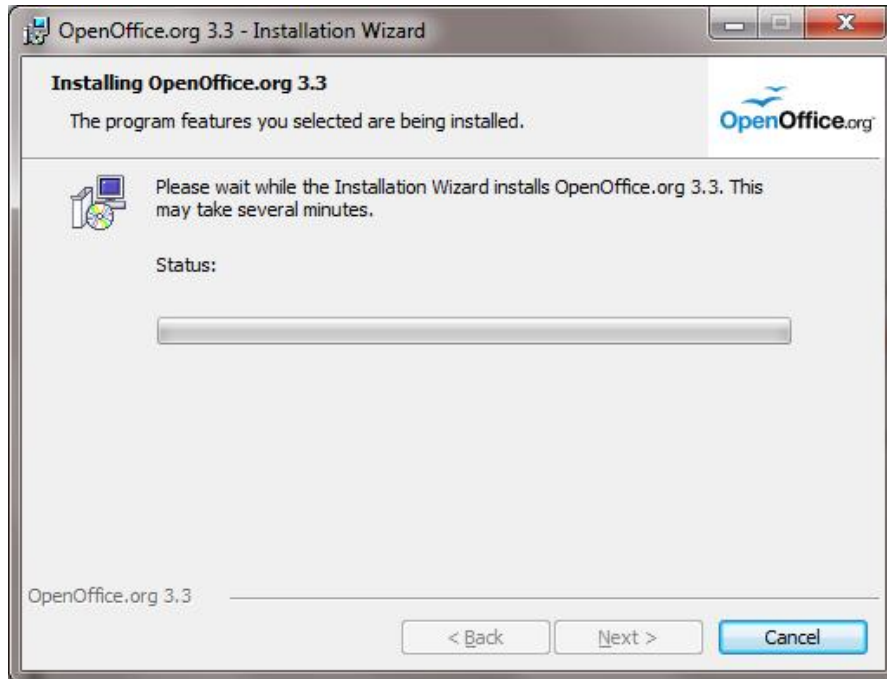 OpenOffice.org 3.3 - Installation Wizard
Installing OpenOffice.org 3.3
The program features you selected are being installed.
OpenOffice.org
Please wait while the Installation Wizard installs OpenOffice.org 3.3. This
may take several minutes.
Status:
OpenOffice.org 3.3
< Back
Next >
Cancel